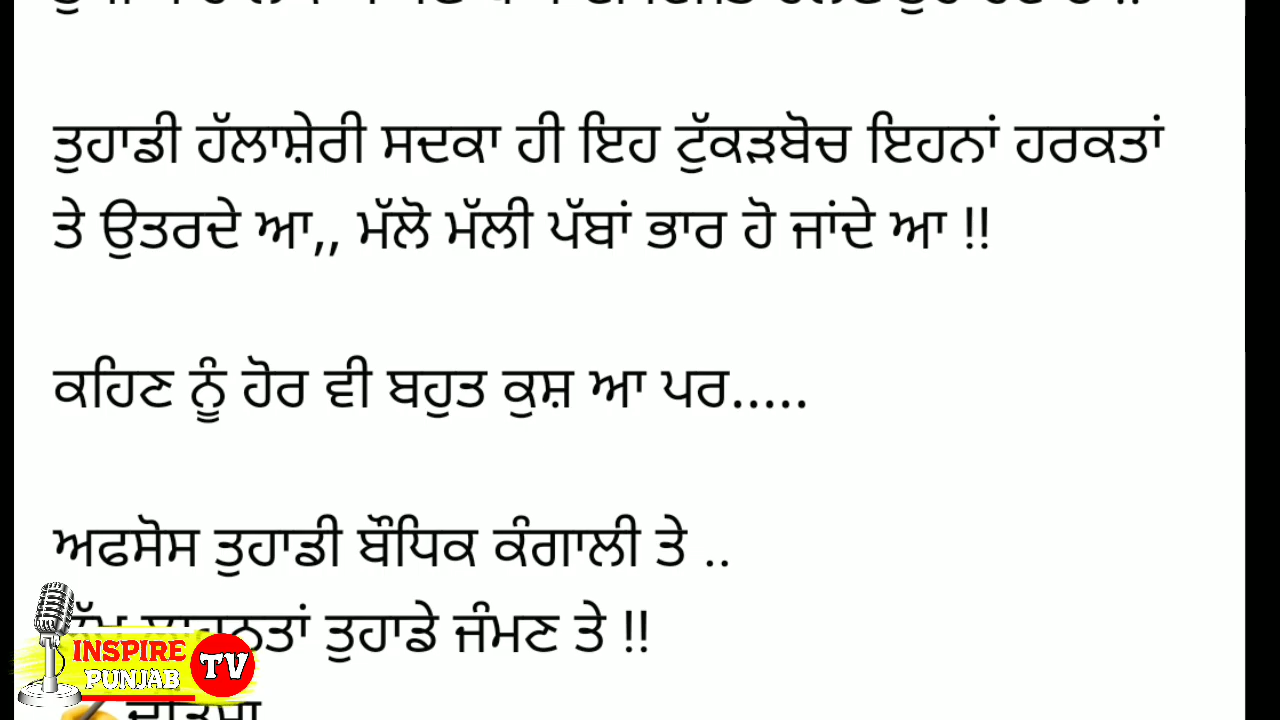 ਤੁਹਾਡੀ ਹੱਲਾਸ਼ੇਰੀ ਸਦਕਾ ਹੀ ਇਹ ਟੁੱਕੜਬੋਚ ਇਹਨਾਂ ਹਰਕਤਾਂ
ਤੇ ਉਤਰਦੇ ਆ,, ਮੱਲੋ ਮੱਲੀ ਪੱਬਾਂ ਭਾਰ ਹੋ ਜਾਂਦੇ ਆ !!
ਕਹਿਣ ਨੂੰ ਹੋਰ ਵੀ ਬਹੁਤ ਕੁਸ਼ ਆ ਪਰ.....
ਅਫਸੋਸ ਤੁਹਾਡੀ ਬੌਧਿਕ ਕੰਗਾਲੀ ਤੇ ..
ਤੁਹਾਡੇ ਜੰਮਣ ਤੇ !!
INSPIRE
PUNJAB
TV